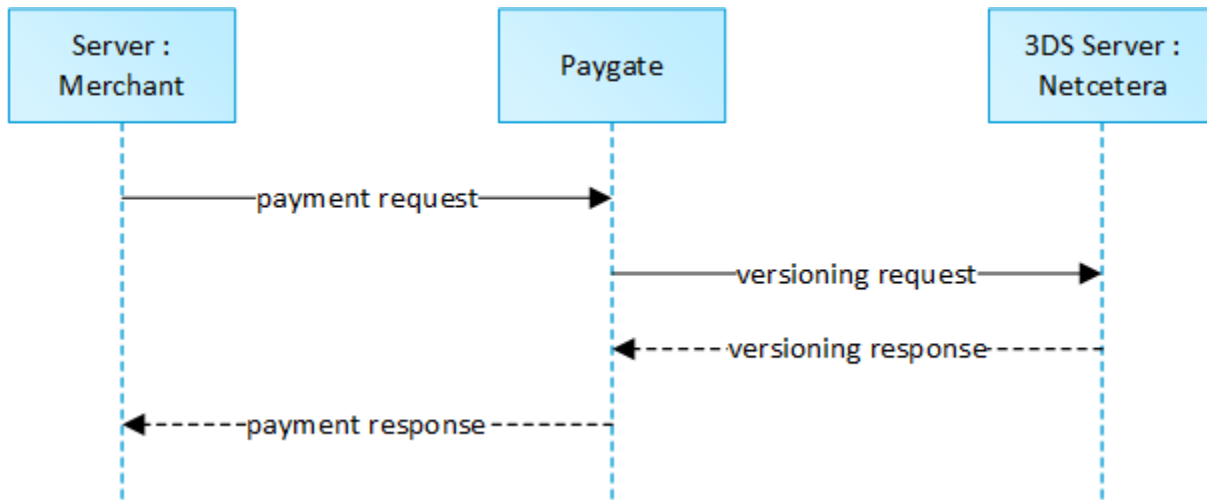 Server :
Merchant
Paygate
3DS Server :
Netcetera
payment request
versioning request
versioning response
payment response